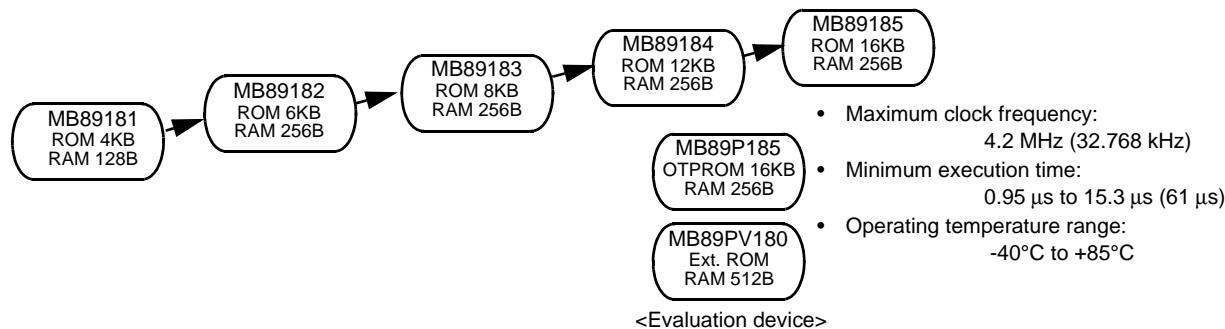 MB89181
ROM 4KB
RAM 128B
MB89182
ROM 6KB
RAM 256B
MB89183
ROM 8KB
RAM 256B
MB89184
ROM 12KB
RAM 256B
MB89185
ROM 16KB
RAM 256B
MB89P185
OTPROM 16KB
RAM 256B
MB89PV180
Ext. ROM
RAM 512B
<Evaluation device>
• Maximum clock frequency:
4.2 MHz (32.768 kHz)
• Minimum execution time:
0.95 μs to 15.3 μs (61 μs)
• Operating temperature range:
-40°C to +85°C